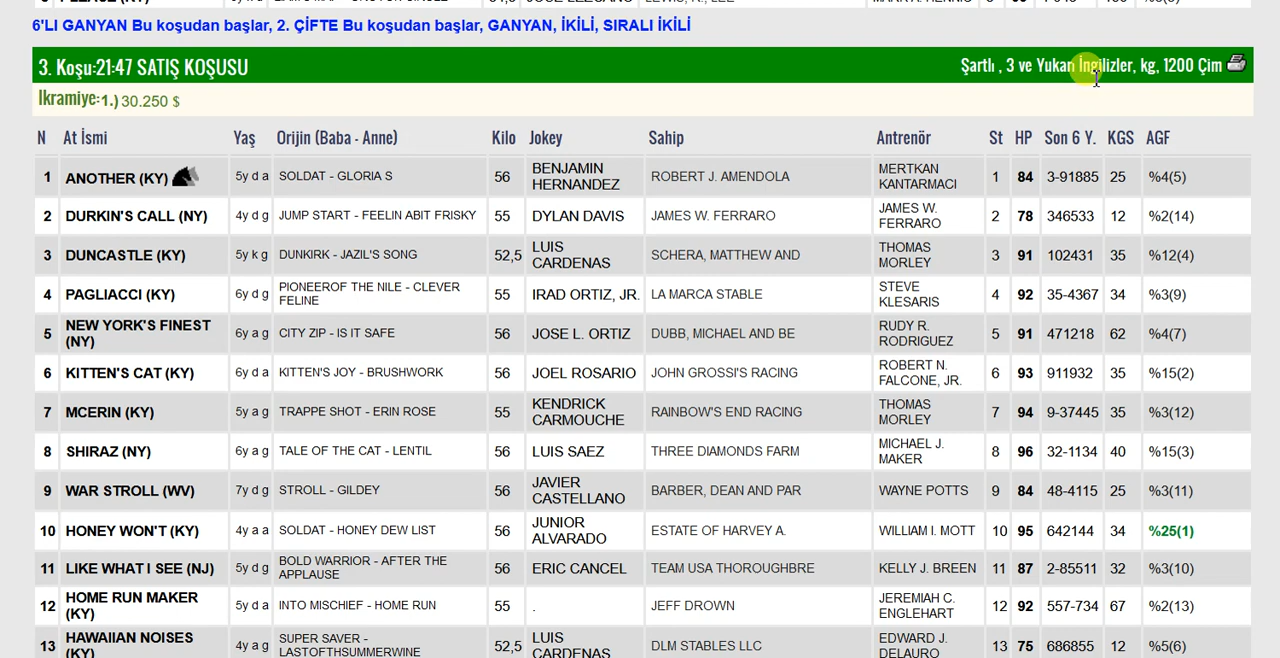 6'LI GANYAN Bu koşudan başlar, 2. ÇİFTE Bu koşudan başlar, GANYAN, İKİLİ, SIRALI İKİLİ
3. Koşu:21:47 SATIŞ KOŞUSU Şartlı , 3 ve Yukarı İngilizler, kg, 1200 Çim
Ikramiye:1.) 30.250 $
N At İsmi Yaş Orijin (Baba - Anne) Kilo Jokey Sahip Antrenör St HP Son 6 Y. KGS AGF
1 ANOTHER (KY) 5y d a SOLDAT - GLORIA S 56 BENJAMIN HERNANDEZ ROBERT J. AMENDOLA MERTKAN KANTARMACI 1 84 3-91885 25 %4(5)
2 DURKIN'S CALL (NY) 4y d g JUMP START - FEELIN ABIT FRISKY 55 DYLAN DAVIS JAMES W. FERRARO JAMES W. FERRARO 2 78 346533 12 %2(14)
3 DUNCASTLE (KY) 5y k g DUNKIRK - JAZIL'S SONG 52,5 LUIS CARDENAS SCHERA, MATTHEW AND THOMAS MORLEY 3 91 102431 35 %12(4)
4 PAGLIACCI (KY) 6y d g PIONEEROF THE NILE - CLEVER FELINE 55 IRAD ORTIZ, JR. LA MARCA STABLE STEVE KLESARIS 4 92 35-4367 34 %3(9)
5 NEW YORK'S FINEST (NY) 6y a g CITY ZIP - IS IT SAFE 56 JOSE L. ORTIZ DUBB, MICHAEL AND BE RUDY R. RODRIGUEZ 5 91 471218 62 %4(7)
6 KITTEN'S CAT (KY) 6y d a KITTEN'S JOY - BRUSHWORK 56 JOEL ROSARIO JOHN GROSSI'S RACING ROBERT N. FALCONE, JR. 6 93 911932 35 %15(2)
7 MCERIN (KY) 5y a g TRAPPE SHOT - ERIN ROSE 55 KENDRICK CARMOUCHE RAINBOW'S END RACING THOMAS MORLEY 7 94 9-37445 35 %3(12)
8 SHIRAZ (NY) 6y a g TALE OF THE CAT - LENTIL 56 LUIS SAEZ THREE DIAMONDS FARM MICHAEL J. MAKER 8 96 32-1134 40 %15(3)
9 WAR STROLL (WV) 7y d g STROLL - GILDEY 56 JAVIER CASTELLANO BARBER, DEAN AND PAR WAYNE POTTS 9 84 48-4115 25 %3(11)
10 HONEY WON'T (KY) 4y a a SOLDAT - HONEY DEW LIST 56 JUNIOR ALVARADO ESTATE OF HARVEY A. WILLIAM I. MOTT 10 95 642144 34 %25(1)
11 LIKE WHAT I SEE (NJ) 5y d g BOLD WARRIOR - AFTER THE APPLAUSE 56 ERIC CANCEL TEAM USA THOROUGHBRE KELLY J. BREEN 11 87 2-85511 32 %3(10)
12 HOME RUN MAKER (KY) 5y d a INTO MISCHIEF - HOME RUN 55 . JEFF DROWN JEREMIAH C. ENGLEHART 12 92 557-734 67 %2(13)
13 HAWAIIAN NOISES (KY) 4y a g SUPER SAVER - LASTOFTHSUMMERWINE 52,5 LUIS CARDENAS DLM STABLES LLC EDWARD J. DELAURO 13 75 686855 12 %5(6)